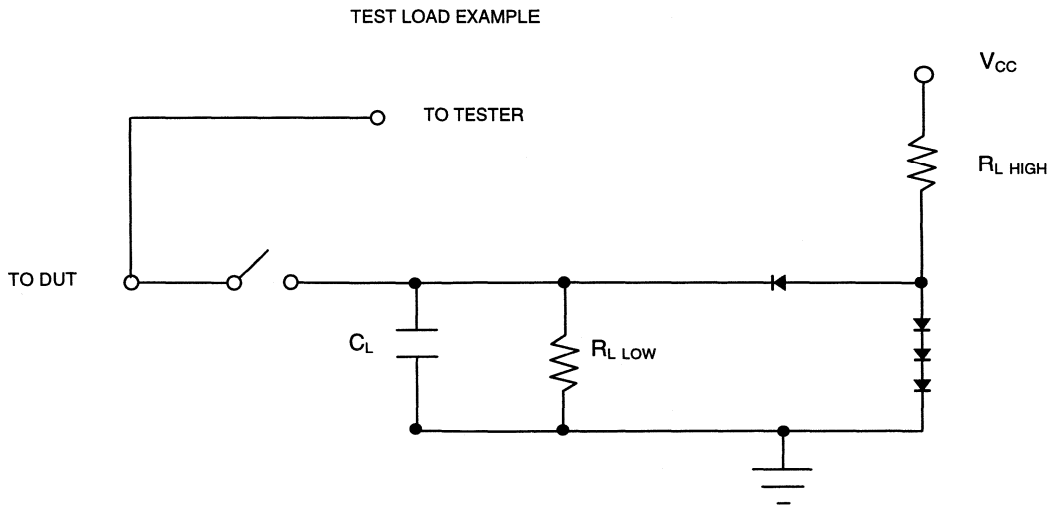 TEST LOAD EXAMPLE
VCC
TO TESTER
RL HIGH
TO DUT
CL
RL LOW